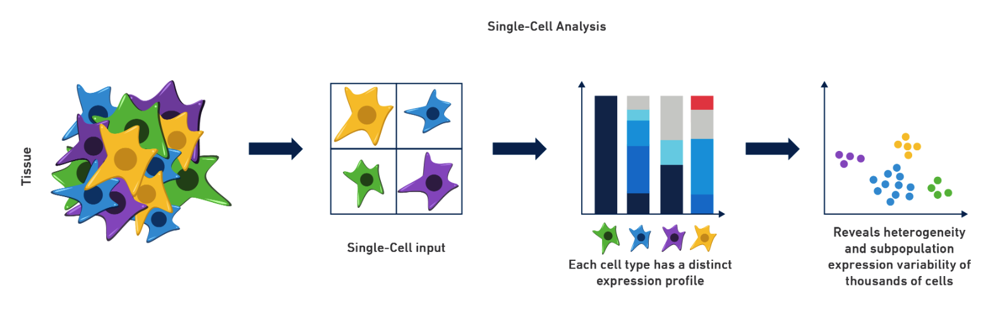 Single-Cell Analysis
Tissue
Single-Cell input
Each cell type has a distinct
expression profile
Reveals heterogeneity
and subpopulation
expression variability of
thousands of cells